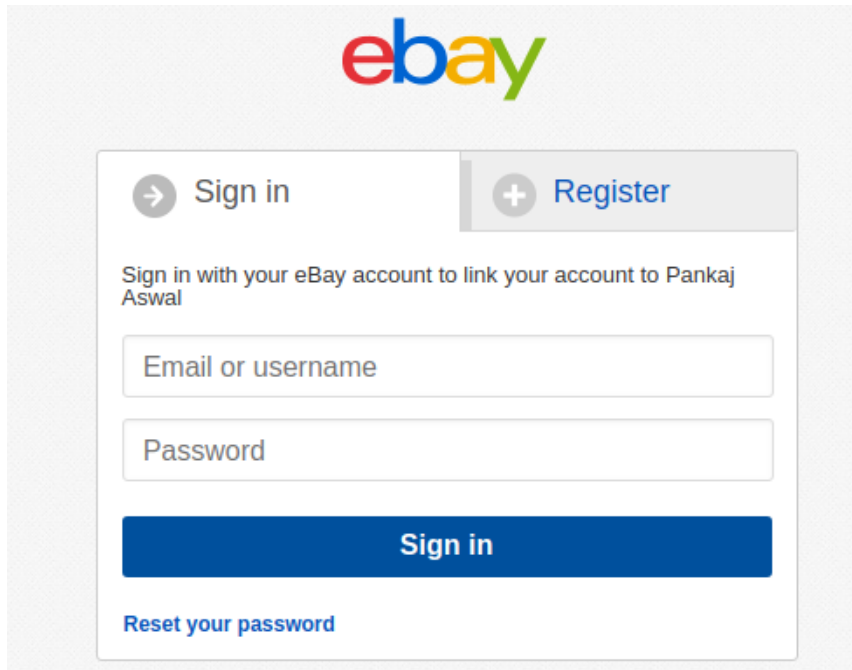 ebay
Sign in
Register
Sign in with your eBay account to link your account to Pankaj
Aswal
Email or username
Password
Sign in
Reset your password